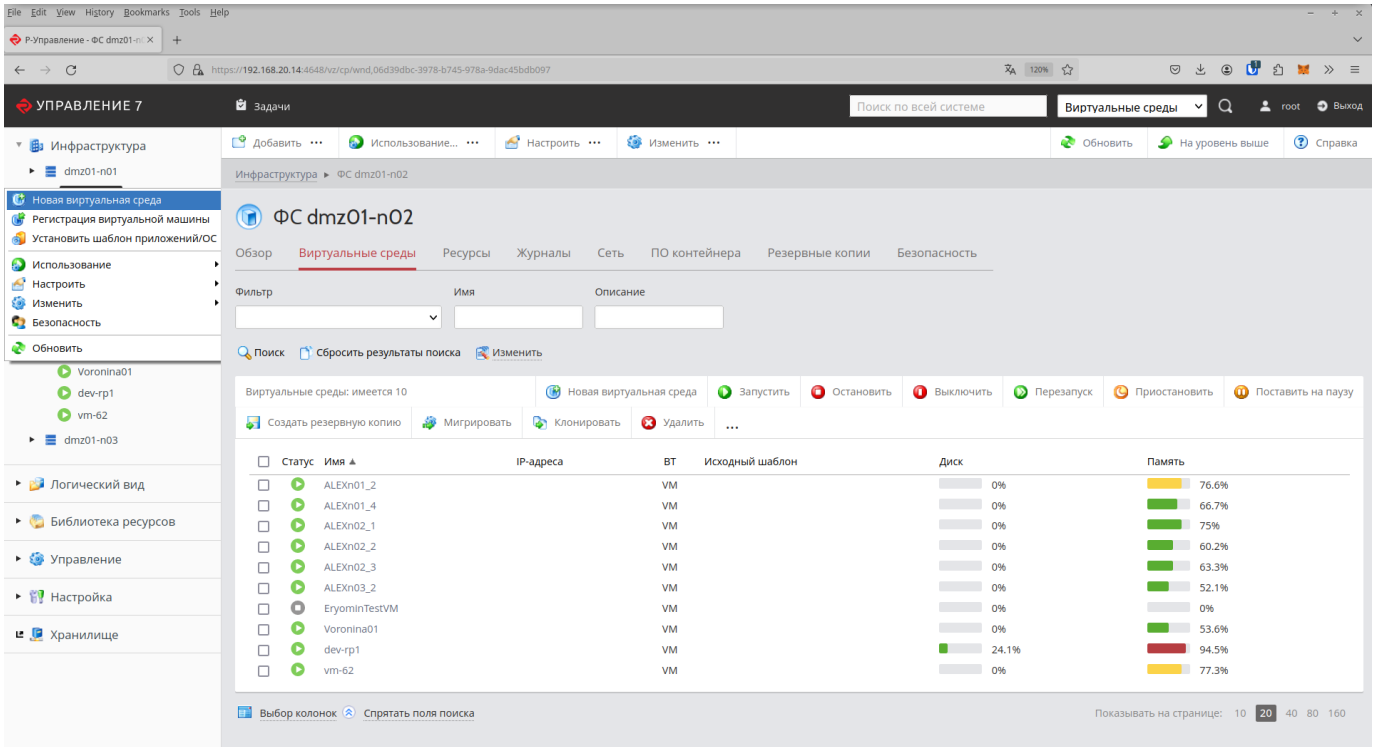 File Edit View History Bookmarks Tools Help
Р-Управление - ФС dmz01-n
https://192.168.20.14:4648/vz/cp/wnd,06d39dbc-3978-b745-978a-9dac45bdb097 120%
УПРАВЛЕНИЕ 7 Задачи Поиск по всей системе Виртуальные среды root Выход
Инфраструктура
dmz01-n01
Добавить ... Использование... ... Настроить ... Изменить ... Обновить На уровень выше Справка
Инфраструктура ▸ ФС dmz01-n02
Новая виртуальная среда
Регистрация виртуальной машины
Установить шаблон приложений/ОС
Использование
Настроить
Изменить
Безопасность
Обновить
Voronina01
dev-rp1
vm-62
dmz01-n03
Логический вид
Библиотека ресурсов
Управление
Настройка
Хранилище
ФС dmz01-n02
Обзор Виртуальные среды Ресурсы Журналы Сеть ПО контейнера Резервные копии Безопасность
Фильтр Имя Описание
Поиск Сбросить результаты поиска Изменить
Виртуальные среды: имеется 10 Новая виртуальная среда Запустить Остановить Выключить Перезапуск Приостановить Поставить на паузу
Создать резервную копию Мигрировать Клонировать Удалить ...
Статус Имя IP-адреса ВТ Исходный шаблон Диск Память
ALEXn01_2 VM 0% 76.6%
ALEXn01_4 VM 0% 66.7%
ALEXn02_1 VM 0% 75%
ALEXn02_2 VM 0% 60.2%
ALEXn02_3 VM 0% 63.3%
ALEXn03_2 VM 0% 52.1%
EryominTestVM VM 0% 0%
Voronina01 VM 0% 53.6%
dev-rp1 VM 24.1% 94.5%
vm-62 VM 0% 77.3%
Выбор колонок Спрятать поля поиска Показывать на странице: 10 20 40 80 160